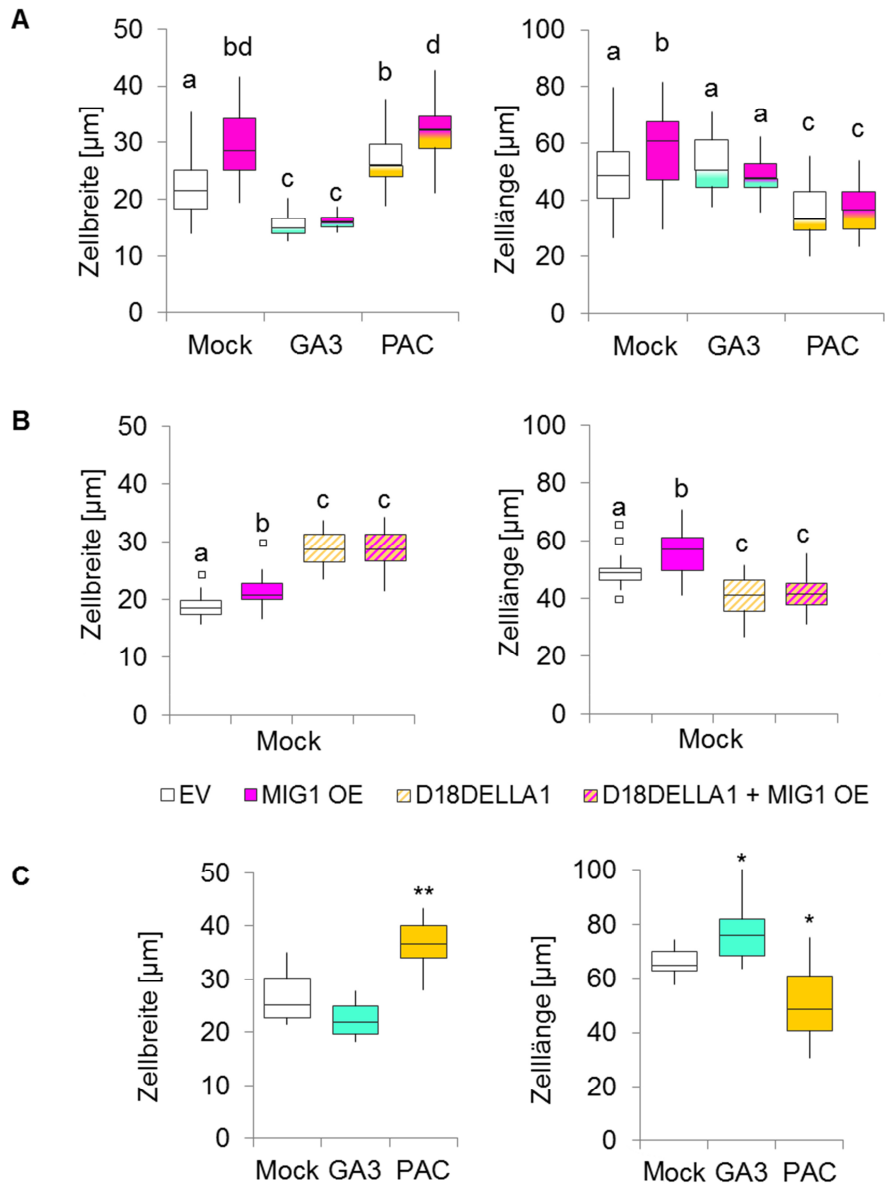 A
Zellbreite [µm]
50
40
30
20
10
0
a
bd
c
c
b
d
Mock GA3 PAC
Zelllänge [µm]
100
80
60
40
20
0
a
b
a
a
c
c
Mock GA3 PAC
B
Zellbreite [µm]
50
40
30
20
10
0
a
b
c
c
Mock
Zelllänge [µm]
100
80
60
40
20
0
a
b
c
c
Mock
EV MIG1 OE D18DELLA1 D18DELLA1 + MIG1 OE
C
Zellbreite [µm]
50
40
30
20
10
0
**
Mock GA3 PAC
Zelllänge [µm]
100
80
60
40
20
0
*
*
Mock GA3 PAC